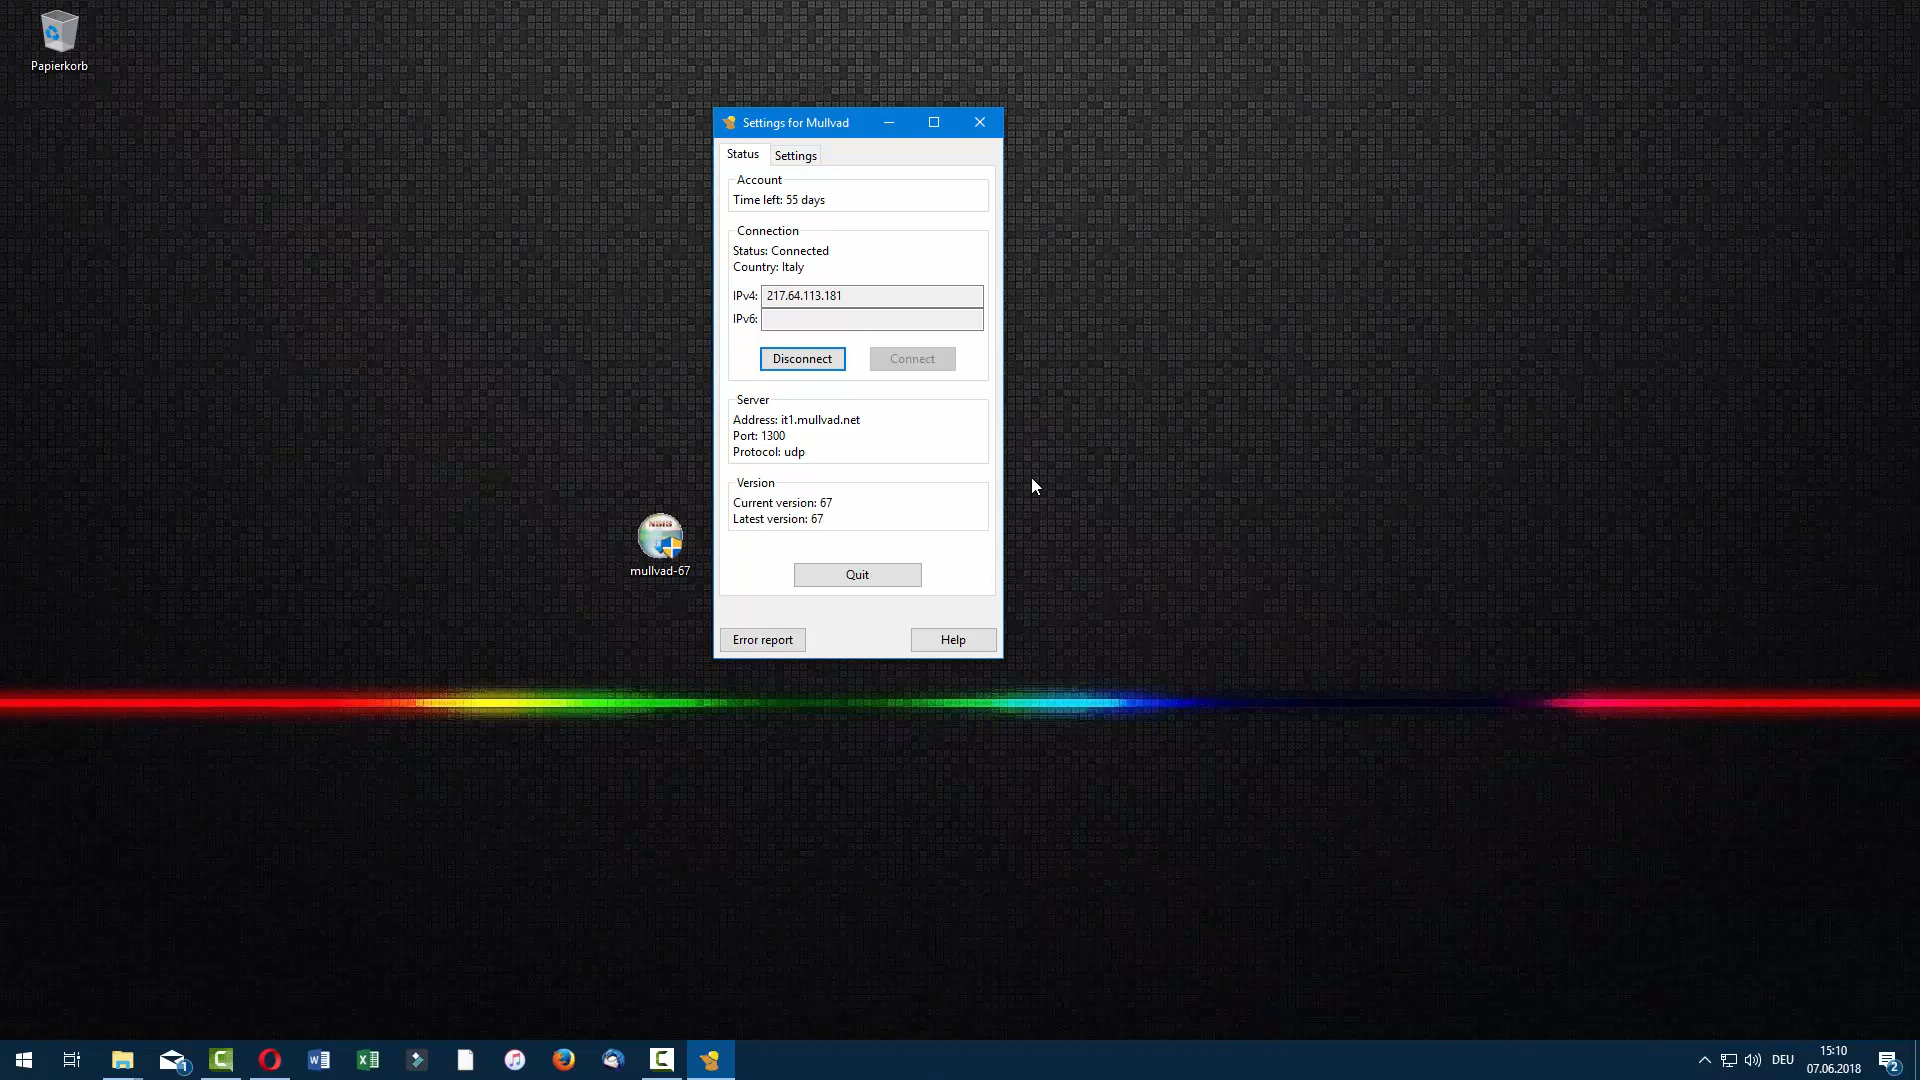 Papierkorb
Settings for Mullvad
Status
Settings
Account
Time left: 55 days
Connection
Status: Connected
Country: Italy
IPv4: 217.64.113.181
IPv6:
Disconnect
Connect
Server
Address: it1.mullvad.net
Port: 1300
Protocol: udp
Version
Current version: 67
Latest version: 67
Quit
Error report
Help
mullvad-67
DEU
15:10
07.06.2018
1
2